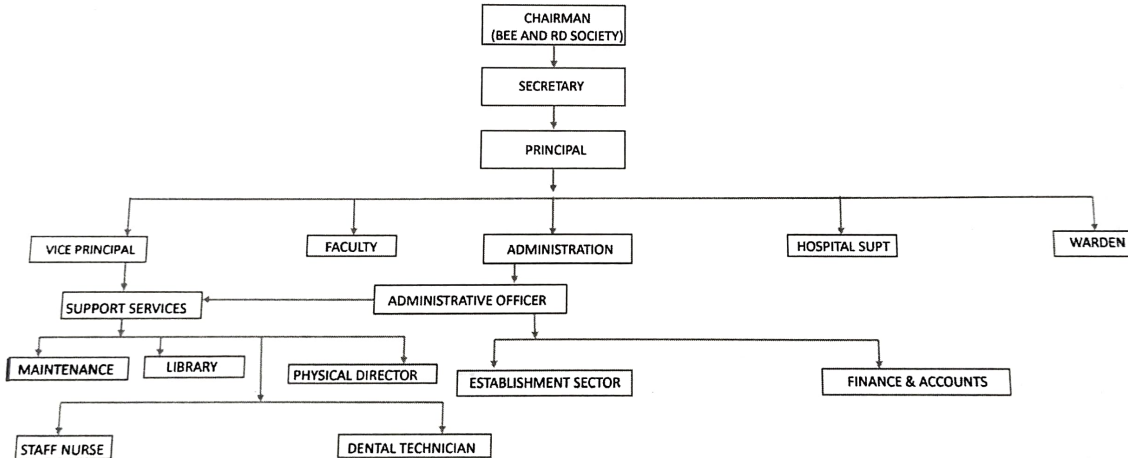 CHAIRMAN
(BEE AND RD SOCIETY)
SECRETARY
PRINCIPAL
VICE PRINCIPAL
FACULTY
ADMINISTRATION
HOSPITAL SUPT
WARDEN
SUPPORT SERVICES
ADMINISTRATIVE OFFICER
MAINTENANCE
LIBRARY
PHYSICAL DIRECTOR
ESTABLISHMENT SECTOR
FINANCE & ACCOUNTS
STAFF NURSE
DENTAL TECHNICIAN